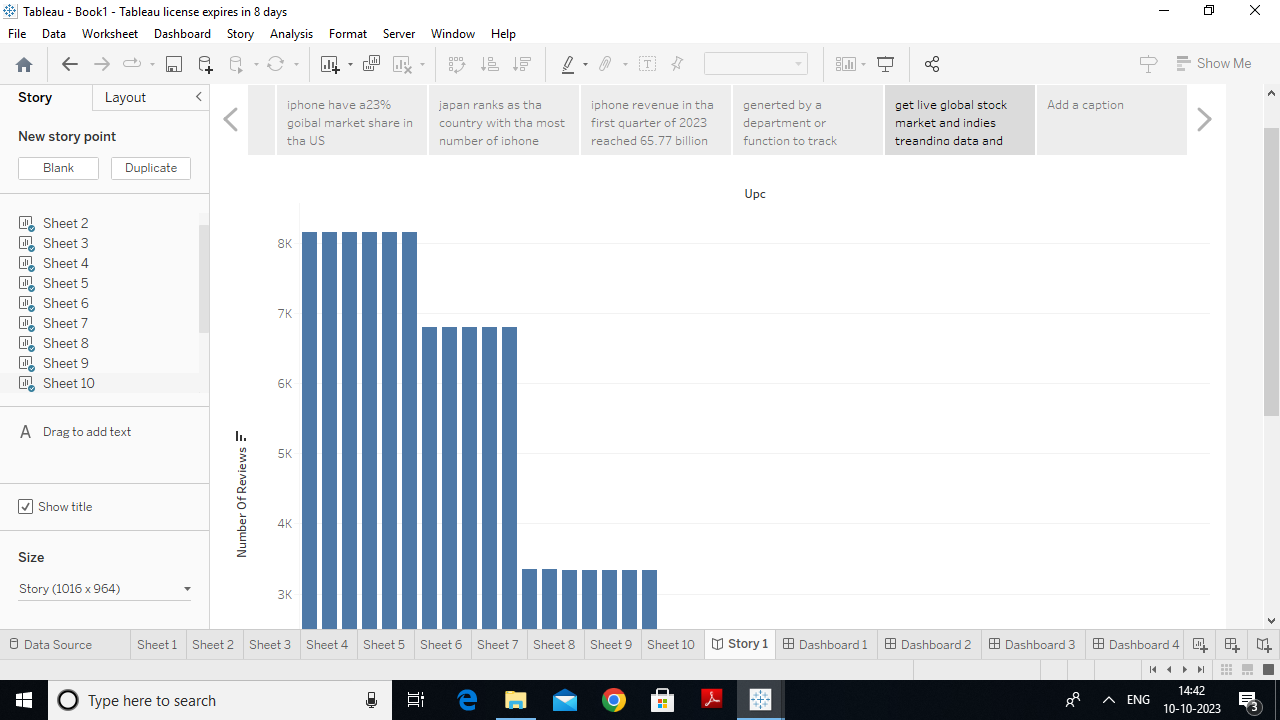 Tableau - Book1 - Tableau license expires in 8 days
File Data Worksheet Dashboard Story Analysis Format Server Window Help
Show Me
Story Layout
New story point
Blank Duplicate
Sheet 2
Sheet 3
Sheet 4
Sheet 5
Sheet 6
Sheet 7
Sheet 8
Sheet 9
Sheet 10
A Drag to add text
Show title
Size
Story (1016 x 964)
iphone have a23%
goibal market share in
tha US
japan ranks as tha
country with tha most
number of iphone
iphone revenue in tha
first quarter of 2023
reached 65.77 billion
generted by a
department or
function to track
get live global stock
market and indies
treanding data and
Add a caption
Upc
8K
7K
6K
5K
4K
3K
Number Of Reviews
Data Source Sheet 1 Sheet 2 Sheet 3 Sheet 4 Sheet 5 Sheet 6 Sheet 7 Sheet 8 Sheet 9 Sheet 10 Story 1 Dashboard 1 Dashboard 2 Dashboard 3 Dashboard 4
Type here to search
ENG
14:42
10-10-2023
3